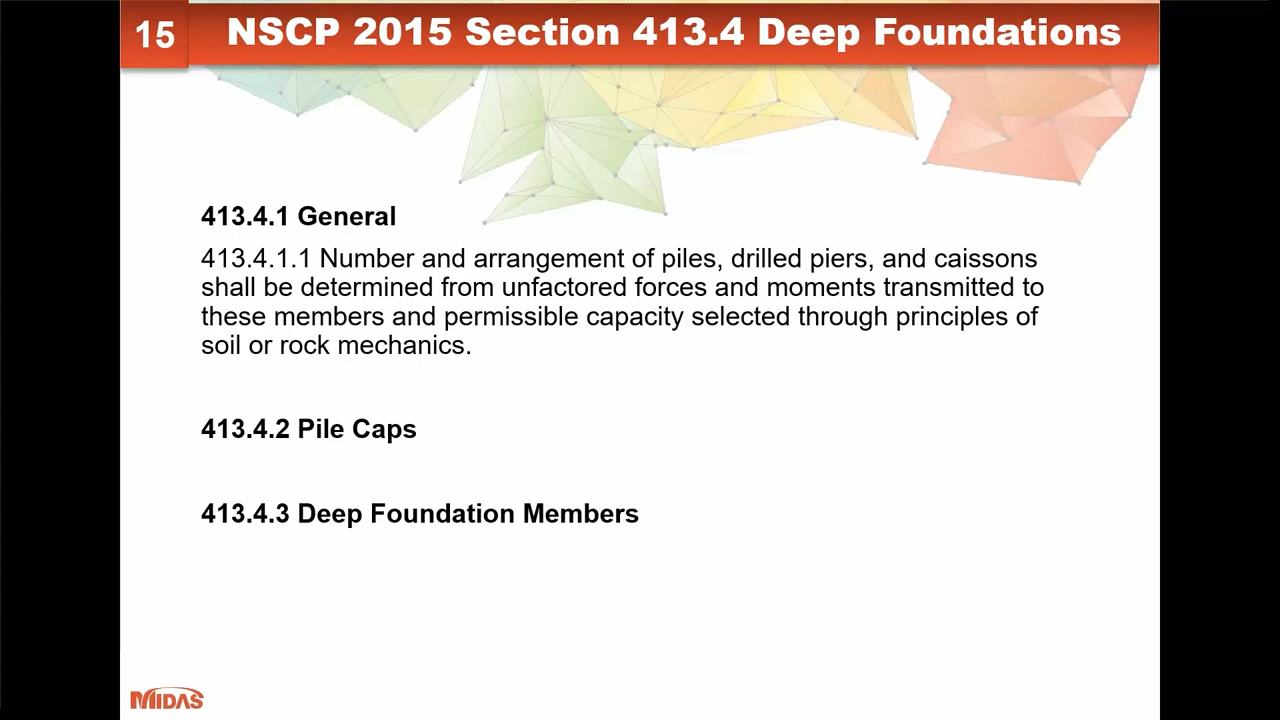 15
NSCP 2015 Section 413.4 Deep Foundations
413.4.1 General
413.4.1.1 Number and arrangement of piles, drilled piers, and caissons
shall be determined from unfactored forces and moments transmitted to
these members and permissible capacity selected through principles of
soil or rock mechanics.
413.4.2 Pile Caps
413.4.3 Deep Foundation Members
MIDAS